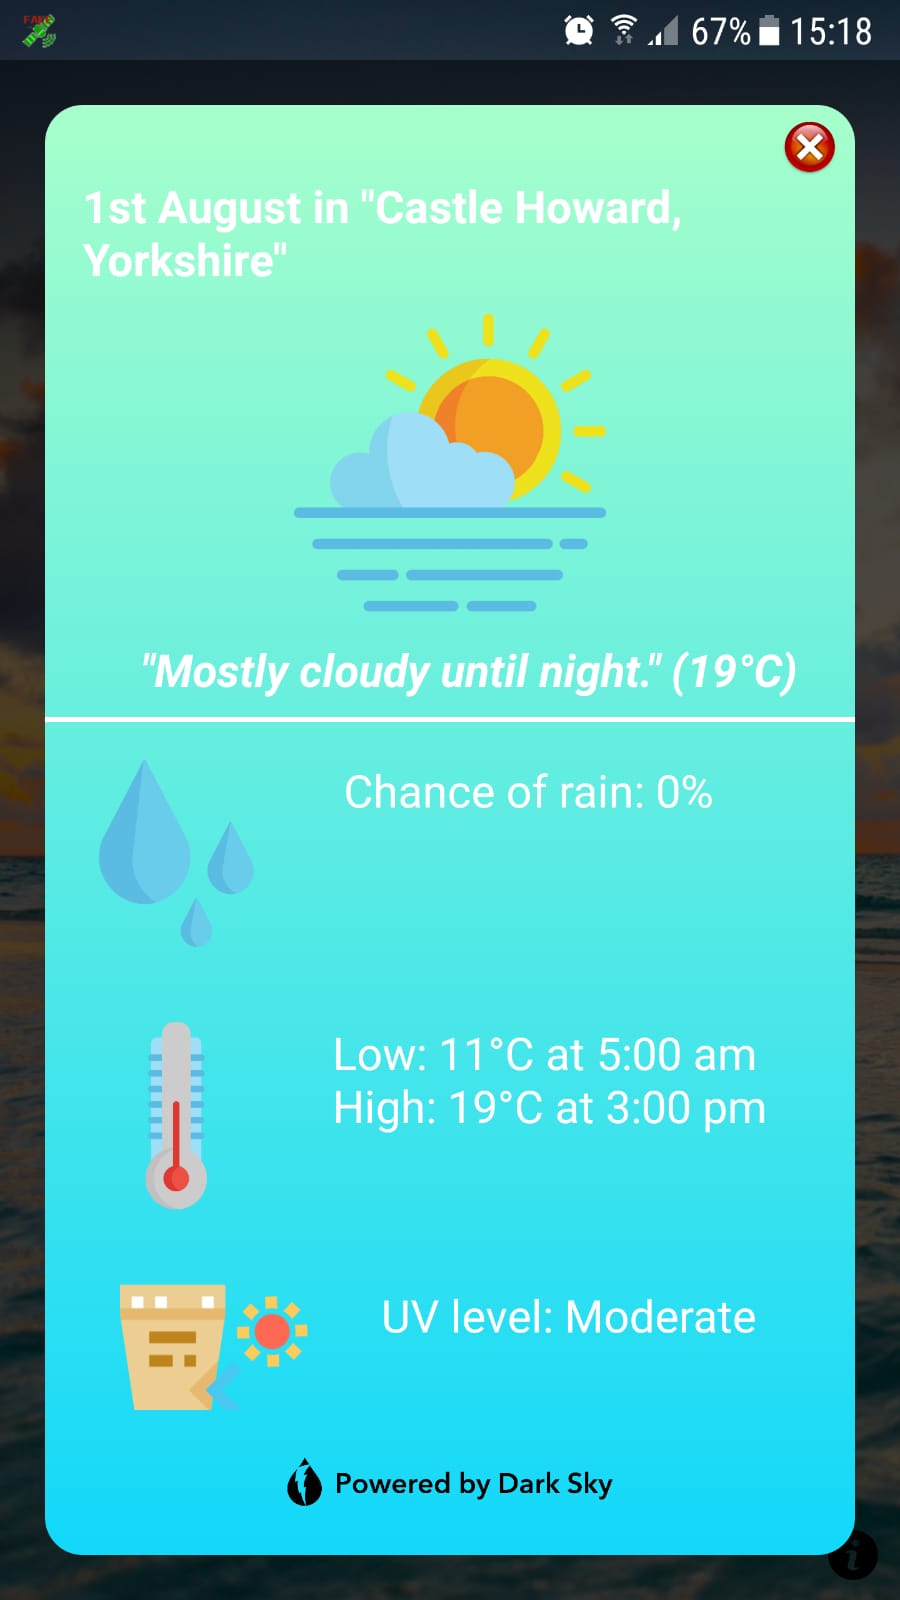 FAKE
67% 15:18
1st August in "Castle Howard,
Yorkshire"
"Mostly cloudy until night." (19°C)
Chance of rain: 0%
Low: 11°C at 5:00 am
High: 19°C at 3:00 pm
UV level: Moderate
Powered by Dark Sky
i